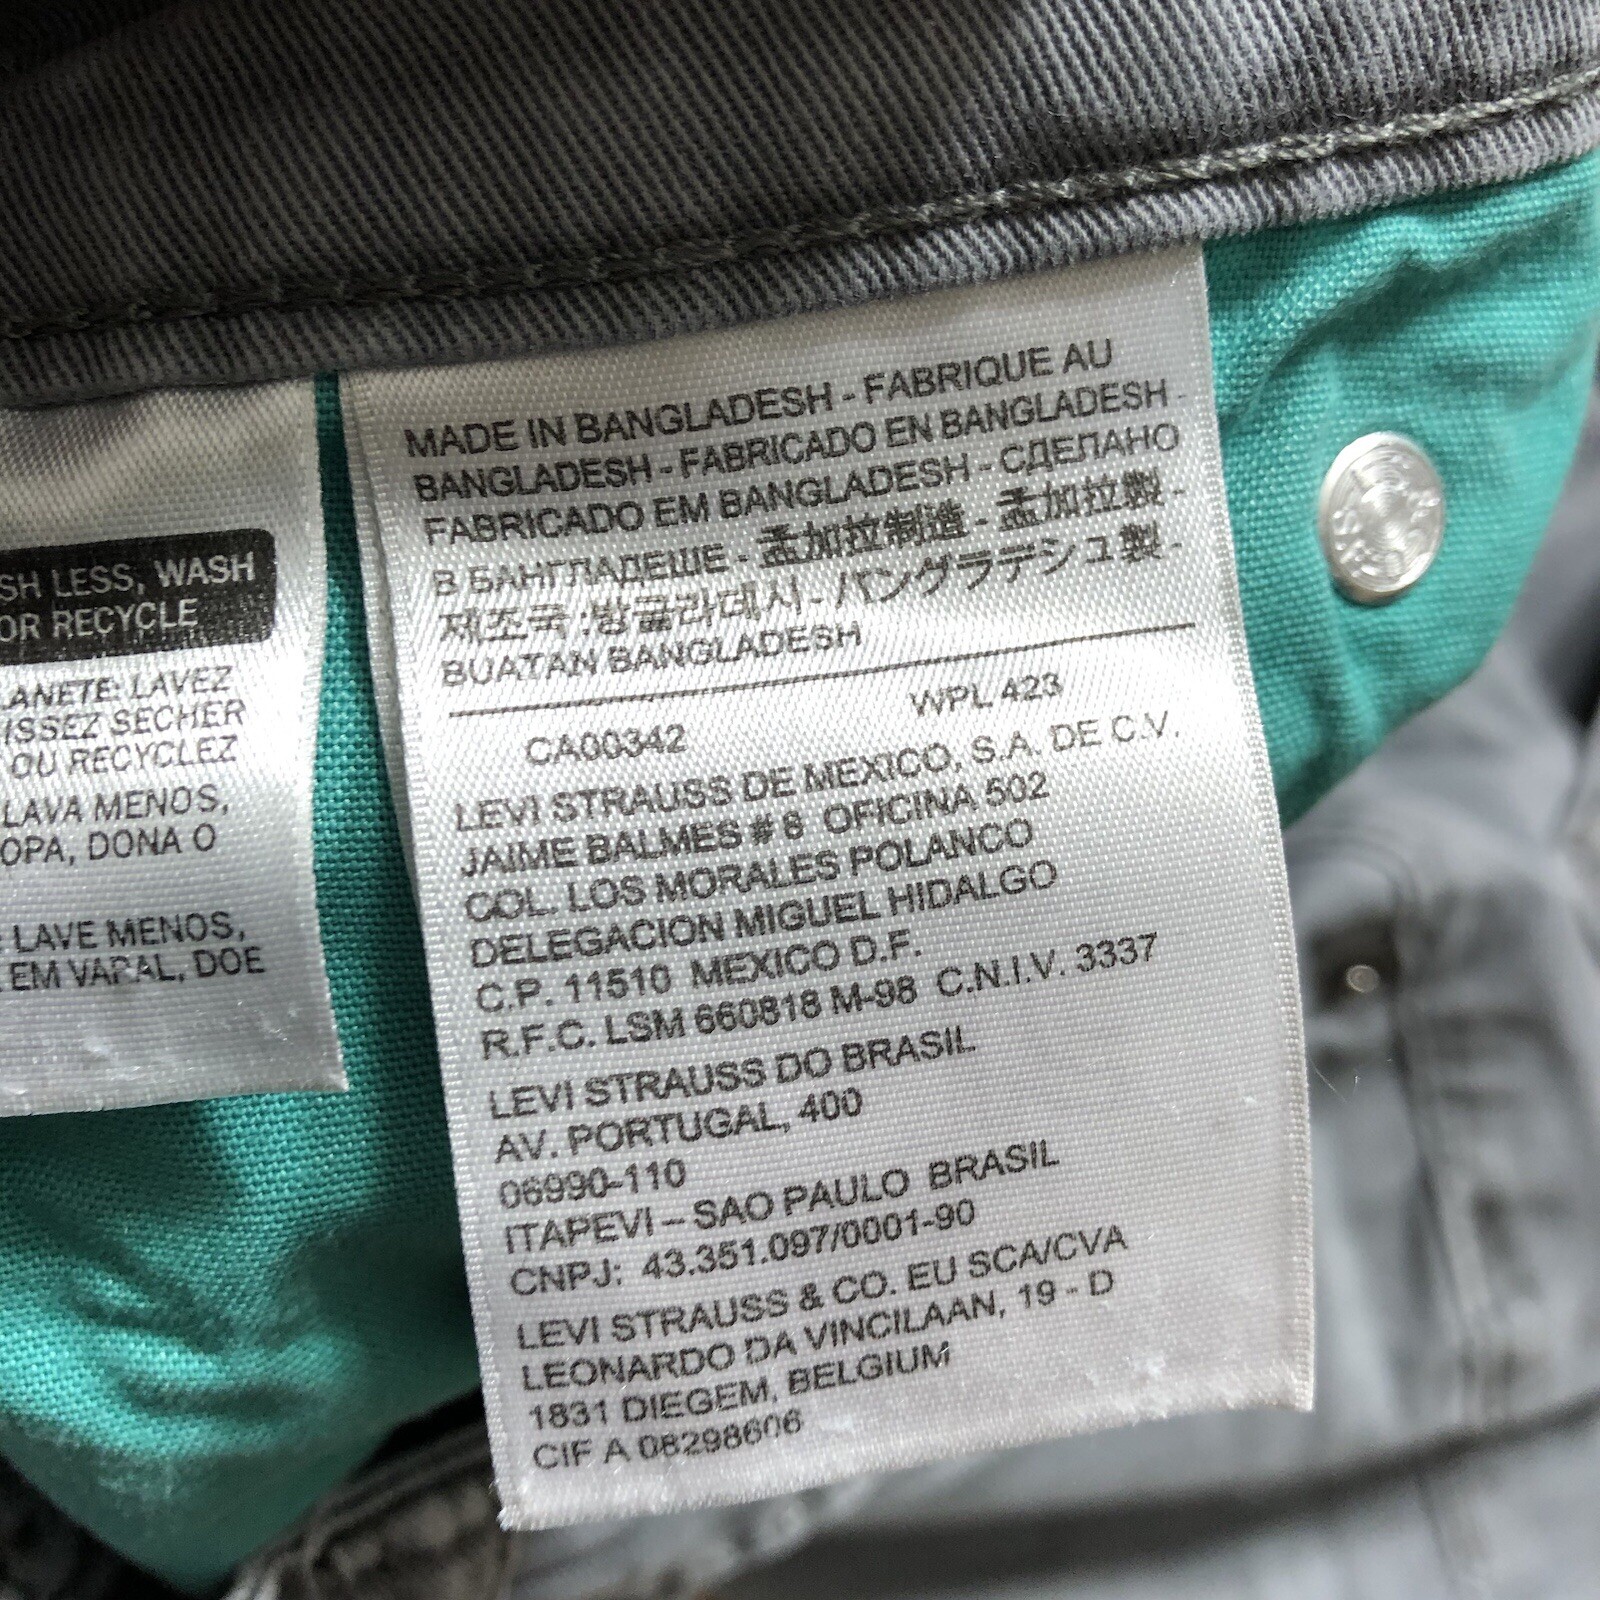 SH LESS, WASH
OR RECYCLE
ANETE: LAVEZ
ISSEZ SECHER
OU RECYCLEZ
LAVA MENOS,
OPA, DONA O
: LAVE MENOS,
EM VARAL, DOE
MADE IN BANGLADESH - FABRIQUE AU
BANGLADESH - FABRICADO EN BANGLADESH -
FABRICADO EM BANGLADESH - СДЕЛАНО
В БАНГЛАДЕШЕ - 孟加拉制造 - 孟加拉製 -
제조국 :방글라데시 - バングラデシュ製 -
BUATAN BANGLADESH
CA00342 WPL 423
LEVI STRAUSS DE MEXICO, S.A. DE C.V.
JAIME BALMES # 8 OFICINA 502
COL. LOS MORALES POLANCO
DELEGACION MIGUEL HIDALGO
C.P. 11510 MEXICO D.F.
R.F.C. LSM 660818 M-98 C.N.I.V. 3337
LEVI STRAUSS DO BRASIL
AV. PORTUGAL, 400
06990-110
ITAPEVI – SAO PAULO BRASIL
CNPJ: 43.351.097/0001-90
LEVI STRAUSS & CO. EU SCA/CVA
LEONARDO DA VINCILAAN, 19 - D
1831 DIEGEM, BELGIUM
CIF A 08298606